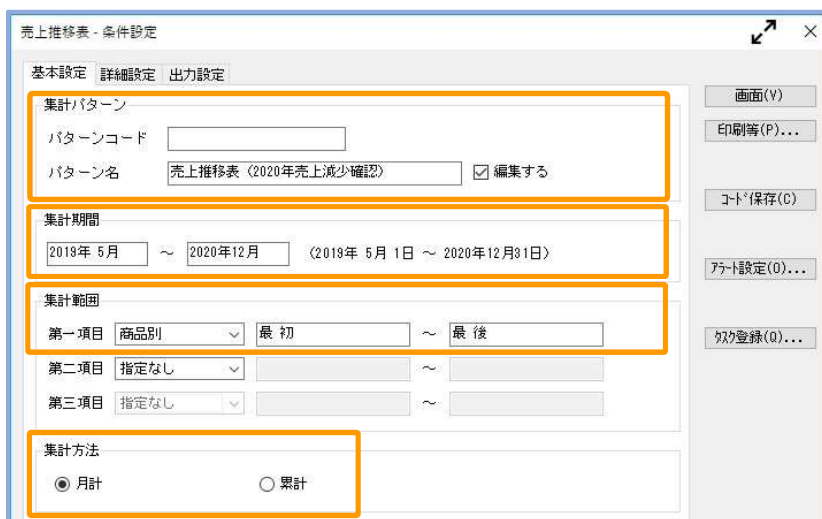 売上推移表 - 条件設定
基本設定 詳細設定 出力設定
集計パターン
パターンコード
パターン名 売上推移表（2020年売上減少確認） 編集する
集計期間
2019年 5月 ～ 2020年12月 （2019年 5月 1日 ～ 2020年12月31日）
集計範囲
第一項目 商品別 最 初 ～ 最 後
第二項目 指定なし ～
第三項目 指定なし ～
集計方法
月計 累計
画面(V)
印刷等(P)...
ｺｰﾄﾞ保存(C)
ｱﾗｰﾄ設定(O)...
ﾀｽｸ登録(Q)...